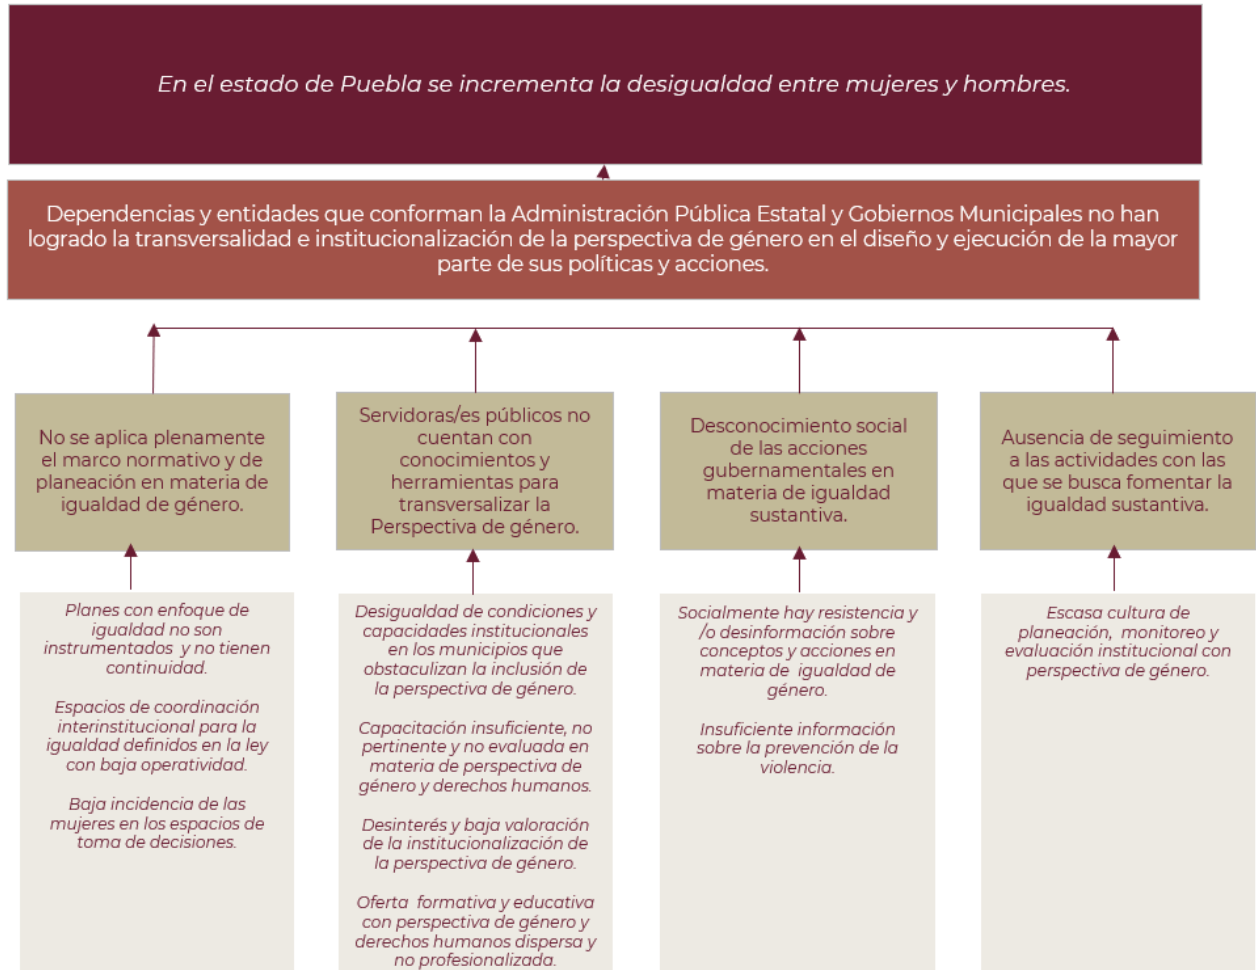 En el estado de Puebla se incrementa la desigualdad entre mujeres y hombres.
Dependencias y entidades que conforman la Administración Pública Estatal y Gobiernos Municipales no han
logrado la transversalidad e institucionalización de la perspectiva de género en el diseño y ejecución de la mayor
parte de sus políticas y acciones.
No se aplica plenamente
el marco normativo y de
planeación en materia de
igualdad de género.
Servidoras/es públicos no
cuentan con
conocimientos y
herramientas para
transversalizar la
Perspectiva de género.
Desconocimiento social
de las acciones
gubernamentales en
materia de igualdad
sustantiva.
Ausencia de seguimiento
a las actividades con las
que se busca fomentar la
igualdad sustantiva.
Planes con enfoque de
igualdad no son
instrumentados y no tienen
continuidad.
Espacios de coordinación
interinstitucional para la
igualdad definidos en la ley
con baja operatividad.
Baja incidencia de las
mujeres en los espacios de
toma de decisiones.
Desigualdad de condiciones y
capacidades institucionales
en los municipios que
obstaculizan la inclusión de
la perspectiva de género.
Capacitación insuficiente, no
pertinente y no evaluada en
materia de perspectiva de
género y derechos humanos.
Desinterés y baja valoración
de la institucionalización de
la perspectiva de género.
Oferta formativa y educativa
con perspectiva de género y
derechos humanos dispersa y
no profesionalizada.
Socialmente hay resistencia y
/o desinformación sobre
conceptos y acciones en
materia de igualdad de
género.
Insuficiente información
sobre la prevención de la
violencia.
Escasa cultura de
planeación, monitoreo y
evaluación institucional con
perspectiva de género.